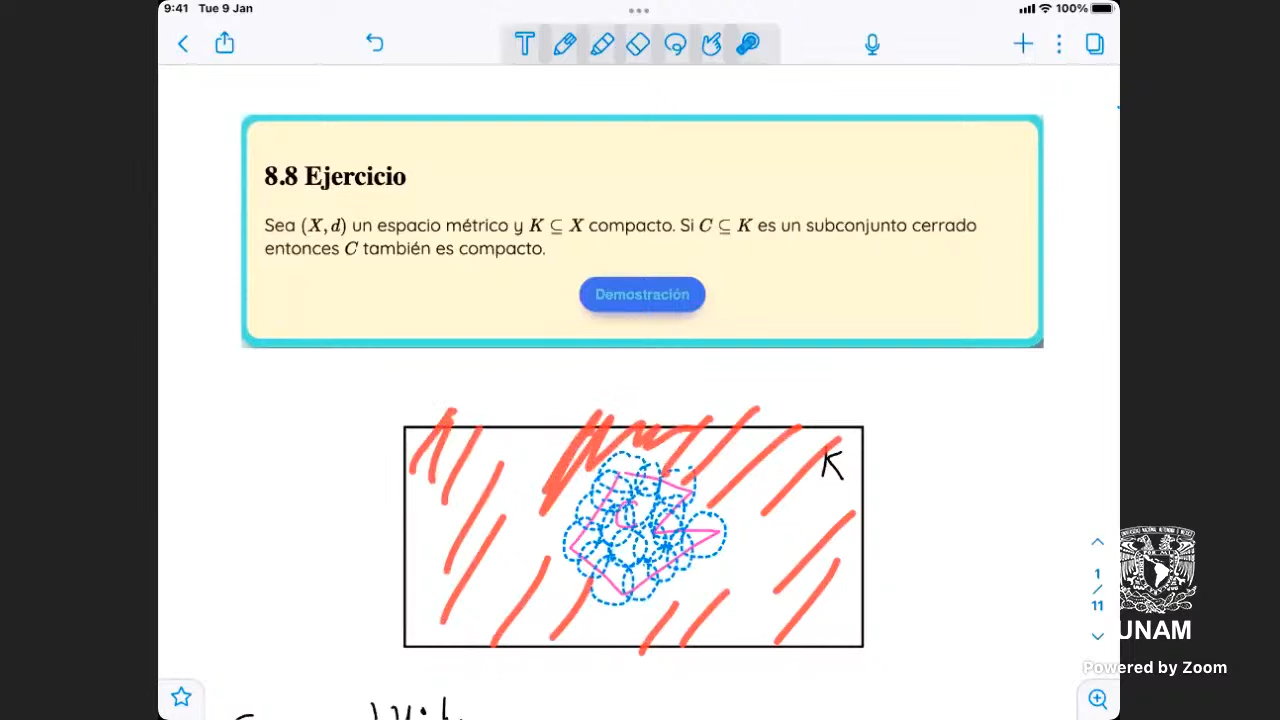 9:41 Tue 9 Jan 100%
8.8 Ejercicio
Sea (X, d) un espacio métrico y K ⊆ X compacto. Si C ⊆ K es un subconjunto cerrado
entonces C también es compacto.
Demostración
K
C
1
/
11
UNAM
Powered by Zoom